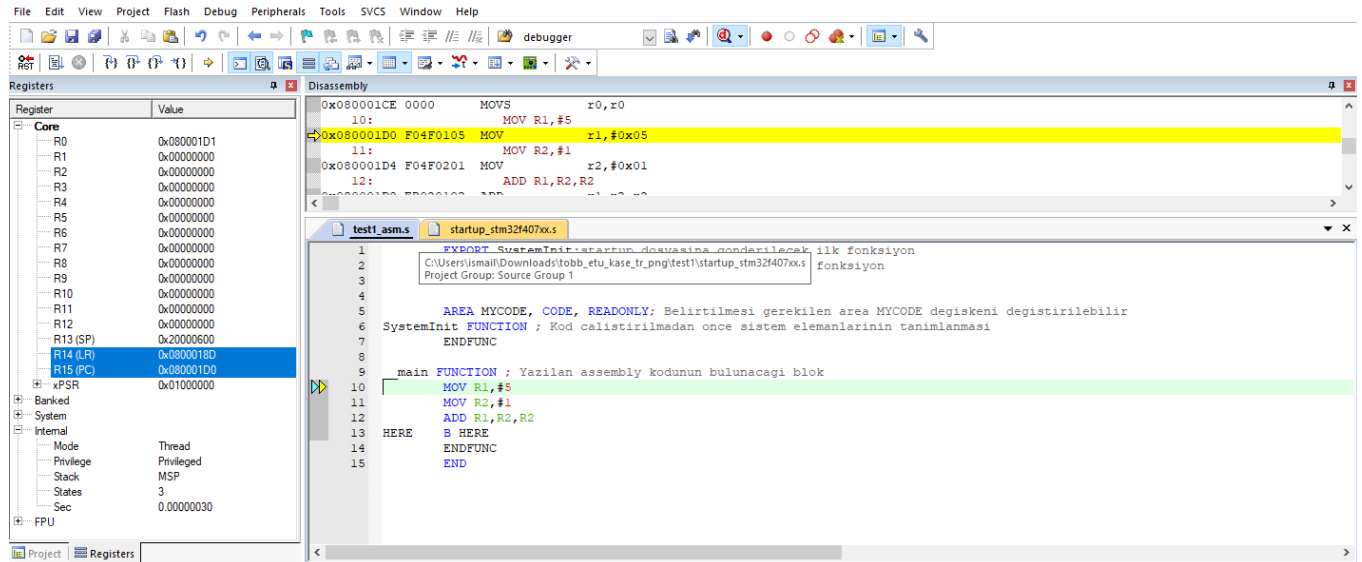 File Edit View Project Flash Debug Peripherals Tools SVCS Window Help
debugger
RST
Registers
Register Value
Core
R0 0x080001D1
R1 0x00000000
R2 0x00000000
R3 0x00000000
R4 0x00000000
R5 0x00000000
R6 0x00000000
R7 0x00000000
R8 0x00000000
R9 0x00000000
R10 0x00000000
R11 0x00000000
R12 0x00000000
R13 (SP) 0x20000600
R14 (LR) 0x0800018D
R15 (PC) 0x080001D0
xPSR 0x01000000
Banked
System
Internal
Mode Thread
Privilege Privileged
Stack MSP
States 3
Sec 0.00000030
FPU
Project Registers
Disassembly
0x080001CE 0000 MOVS r0,r0
10: MOV R1,#5
0x080001D0 F04F0105 MOV r1,#0x05
11: MOV R2,#1
0x080001D4 F04F0201 MOV r2,#0x01
12: ADD R1,R2,R2
test1_asm.s startup_stm32f407xx.s
1 EXPORT SystemInit;startup dosyasina gonderilecek ilk fonksiyon
2 fonksiyon
C:\Users\ismail\Downloads\tobb_etu_kase_tr_png\test1\startup_stm32f407xx.s
Project Group: Source Group 1
3
4
5 AREA MYCODE, CODE, READONLY; Belirtilmesi gerekilen area MYCODE degiskeni degistirilebilir
6 SystemInit FUNCTION ; Kod calistirilmadan once sistem elemanlarinin tanimlanmasi
7 ENDFUNC
8
9 __main FUNCTION ; Yazilan assembly kodunun bulunacagi blok
10 MOV R1,#5
11 MOV R2,#1
12 ADD R1,R2,R2
13 HERE B HERE
14 ENDFUNC
15 END